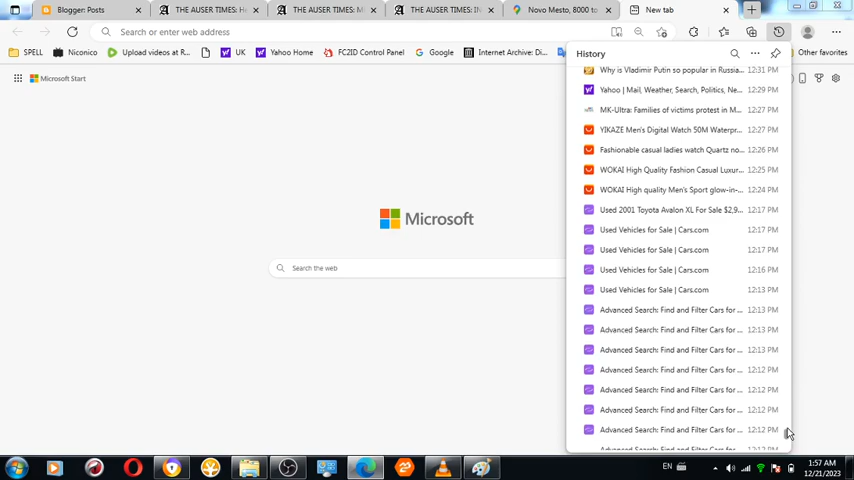 Blogger: Posts
THE AUSER TIMES: He
THE AUSER TIMES: M
THE AUSER TIMES: IN
Novo Mesto, 8000 to
New tab
Search or enter web address
SPELL
Niconico
Upload videos at R...
UK
Yahoo Home
FC2ID Control Panel
Google
Internet Archive: Di...
Other favorites
Microsoft Start
Microsoft
Search the web
History
Why is Vladimir Putin so popular in Russia... 12:31 PM
Yahoo | Mail, Weather, Search, Politics, Ne... 12:29 PM
MK-Ultra: Families of victims protest in M... 12:27 PM
YIKAZE Men's Digital Watch 50M Waterpr... 12:27 PM
Fashionable casual ladies watch Quartz no... 12:26 PM
WOKAI High Quality Fashion Casual Luxur... 12:25 PM
WOKAI High quality Men's Sport glow-in-... 12:24 PM
Used 2001 Toyota Avalon XL For Sale $2,9... 12:17 PM
Used Vehicles for Sale | Cars.com 12:17 PM
Used Vehicles for Sale | Cars.com 12:17 PM
Used Vehicles for Sale | Cars.com 12:16 PM
Used Vehicles for Sale | Cars.com 12:13 PM
Advanced Search: Find and Filter Cars for ... 12:13 PM
Advanced Search: Find and Filter Cars for ... 12:13 PM
Advanced Search: Find and Filter Cars for ... 12:13 PM
Advanced Search: Find and Filter Cars for ... 12:12 PM
Advanced Search: Find and Filter Cars for ... 12:12 PM
Advanced Search: Find and Filter Cars for ... 12:12 PM
Advanced Search: Find and Filter Cars for ... 12:12 PM
Advanced Search: Find and Filter Cars for ... 12:12 PM
EN
1:57 AM
12/21/2023